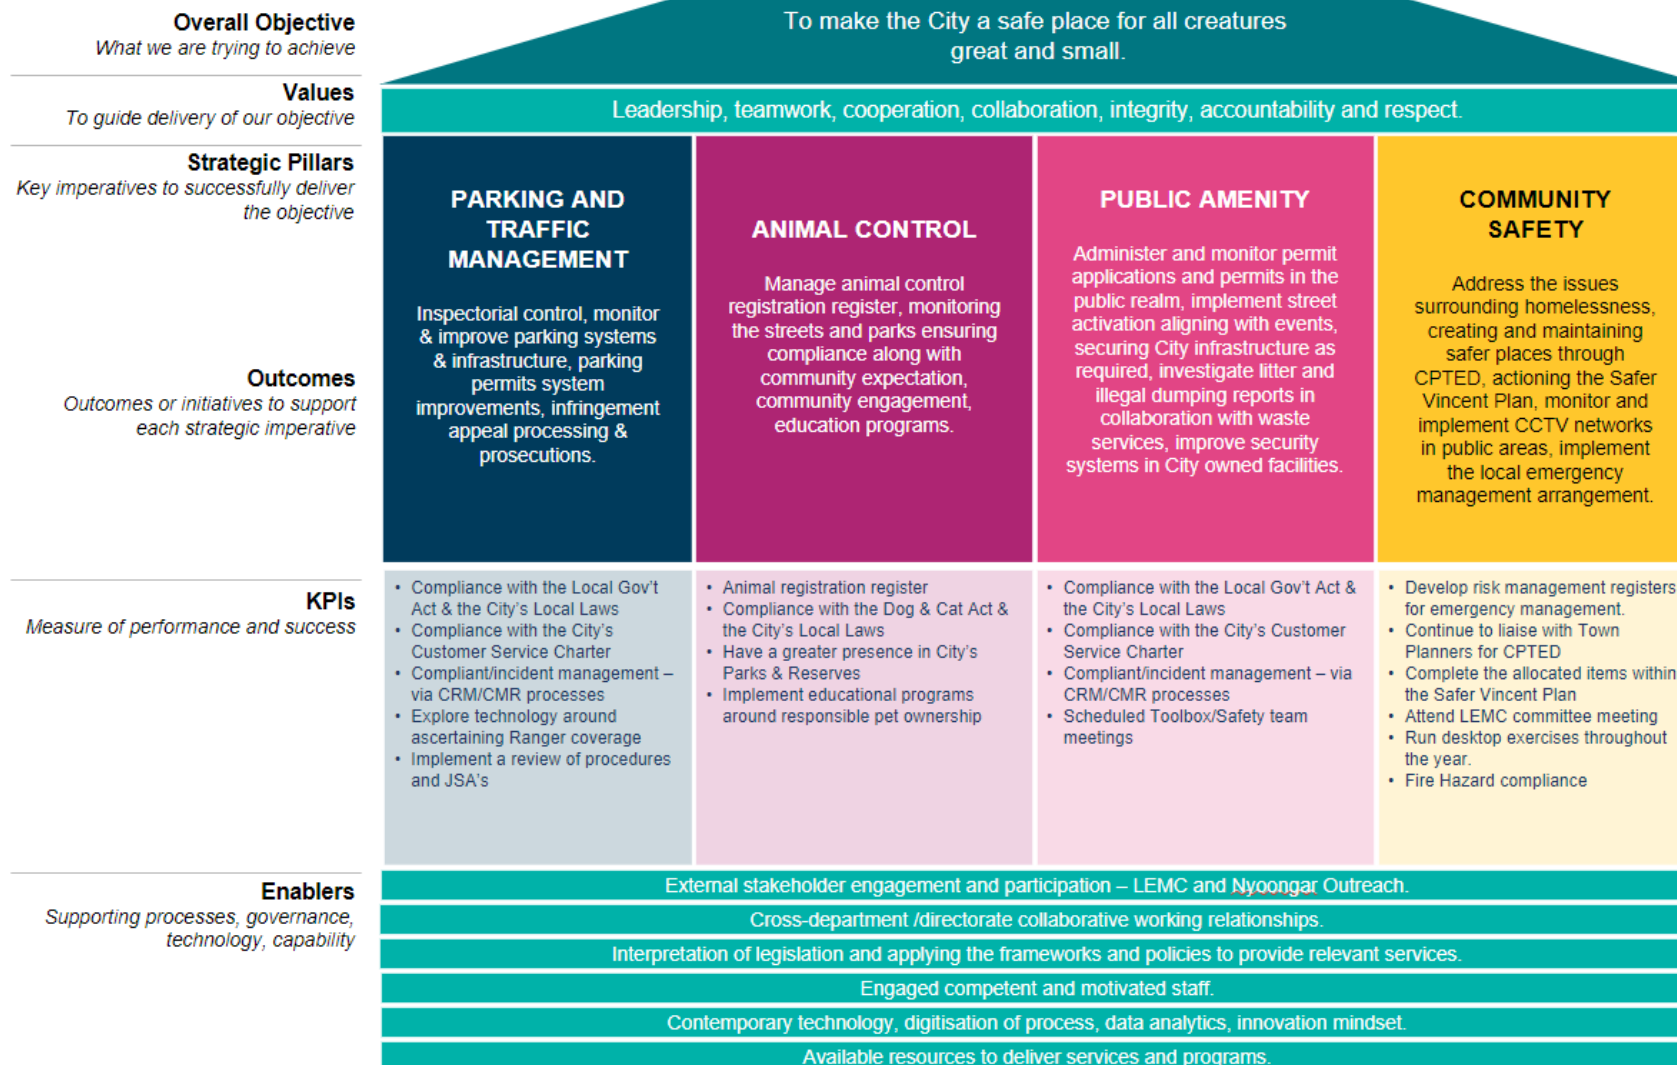 Overall Objective
What we are trying to achieve
To make the City a safe place for all creatures
great and small.
Values
To guide delivery of our objective
Leadership, teamwork, cooperation, collaboration, integrity, accountability and respect.
Strategic Pillars
Key imperatives to successfully deliver
the objective
Outcomes
Outcomes or initiatives to support
each strategic imperative
PARKING AND
TRAFFIC
MANAGEMENT
Inspectorial control, monitor
& improve parking systems
& infrastructure, parking
permits system
improvements, infringement
appeal processing &
prosecutions.
ANIMAL CONTROL
Manage animal control
registration register, monitoring
the streets and parks ensuring
compliance along with
community expectation,
community engagement,
education programs.
PUBLIC AMENITY
Administer and monitor permit
applications and permits in the
public realm, implement street
activation aligning with events,
securing City infrastructure as
required, investigate litter and
illegal dumping reports in
collaboration with waste
services, improve security
systems in City owned facilities.
COMMUNITY
SAFETY
Address the issues
surrounding homelessness,
creating and maintaining
safer places through
CPTED, actioning the Safer
Vincent Plan, monitor and
implement CCTV networks
in public areas, implement
the local emergency
management arrangement.
KPIs
Measure of performance and success
• Compliance with the Local Gov't
Act & the City's Local Laws
• Compliance with the City's
Customer Service Charter
• Compliant/incident management –
via CRM/CMR processes
• Explore technology around
ascertaining Ranger coverage
• Implement a review of procedures
and JSA's
• Animal registration register
• Compliance with the Dog & Cat Act &
the City's Local Laws
• Have a greater presence in City's
Parks & Reserves
• Implement educational programs
around responsible pet ownership
• Compliance with the Local Gov't Act &
the City's Local Laws
• Compliance with the City's Customer
Service Charter
• Compliant/incident management – via
CRM/CMR processes
• Scheduled Toolbox/Safety team
meetings
• Develop risk management registers
for emergency management.
• Continue to liaise with Town
Planners for CPTED
• Complete the allocated items within
the Safer Vincent Plan
• Attend LEMC committee meeting
• Run desktop exercises throughout
the year.
• Fire Hazard compliance
Enablers
Supporting processes, governance,
technology, capability
External stakeholder engagement and participation – LEMC and Nyoongar Outreach.
Cross-department /directorate collaborative working relationships.
Interpretation of legislation and applying the frameworks and policies to provide relevant services.
Engaged competent and motivated staff.
Contemporary technology, digitisation of process, data analytics, innovation mindset.
Available resources to deliver services and programs.